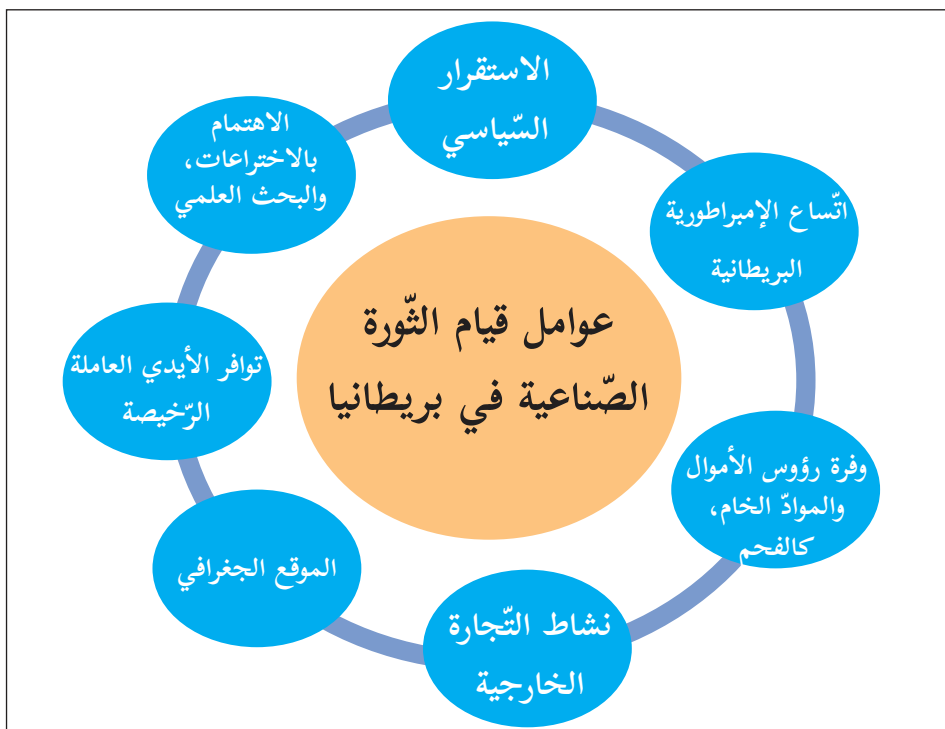 عوامل قيام الثّورة
الصّناعية في بريطانيا
الاستقرار
السّياسي
اتّساع الإمبراطورية
البريطانية
وفرة رؤوس الأموال
والموادّ الخام،
كالفحم
نشاط التّجارة
الخارجية
الموقع الجغرافي
توافر الأيدي العاملة
الرّخيصة
الاهتمام
بالاختراعات،
والبحث العلمي